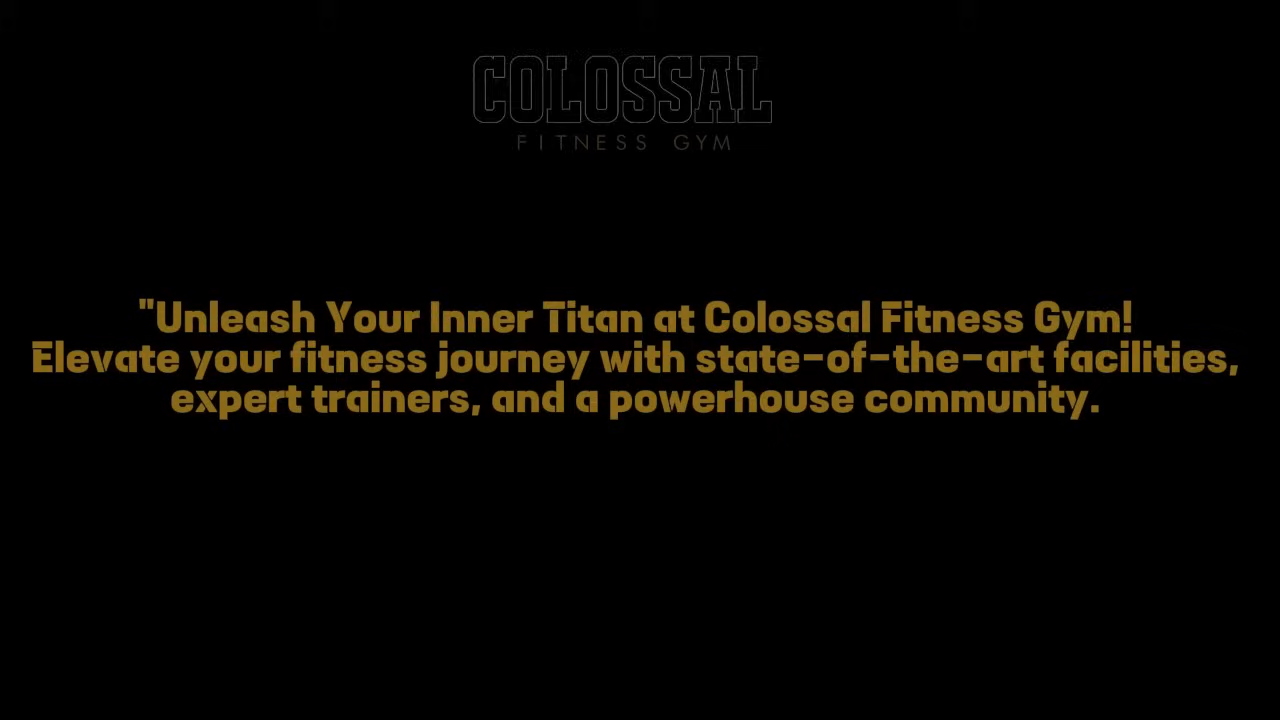 COLOSSAL
FITNESS GYM
"Unleash Your Inner Titan at Colossal Fitness Gym!
Elevate your fitness journey with state-of-the-art facilities,
expert trainers, and a powerhouse community.